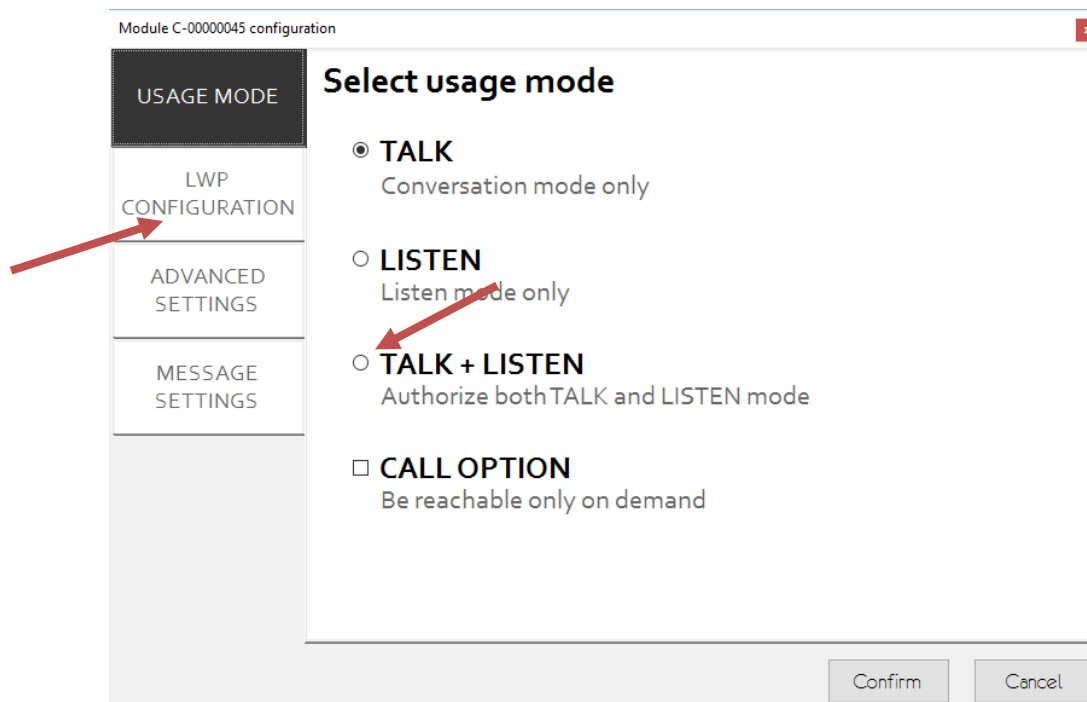 Module C-00000045 configuration
USAGE MODE
LWP
CONFIGURATION
ADVANCED
SETTINGS
MESSAGE
SETTINGS
Select usage mode
TALK
Conversation mode only
LISTEN
Listen mode only
TALK + LISTEN
Authorize both TALK and LISTEN mode
CALL OPTION
Be reachable only on demand
Confirm
Cancel